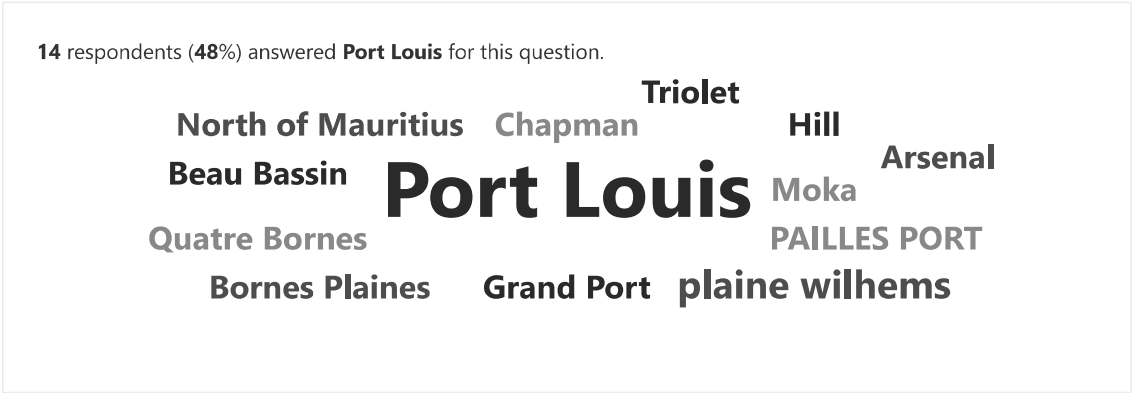 14 respondents (48%) answered Port Louis for this question.
Triolet
North of Mauritius Chapman Hill
Arsenal
Beau Bassin Port Louis Moka
Quatre Bornes PAILLES PORT
Bornes Plaines Grand Port plaine wilhems